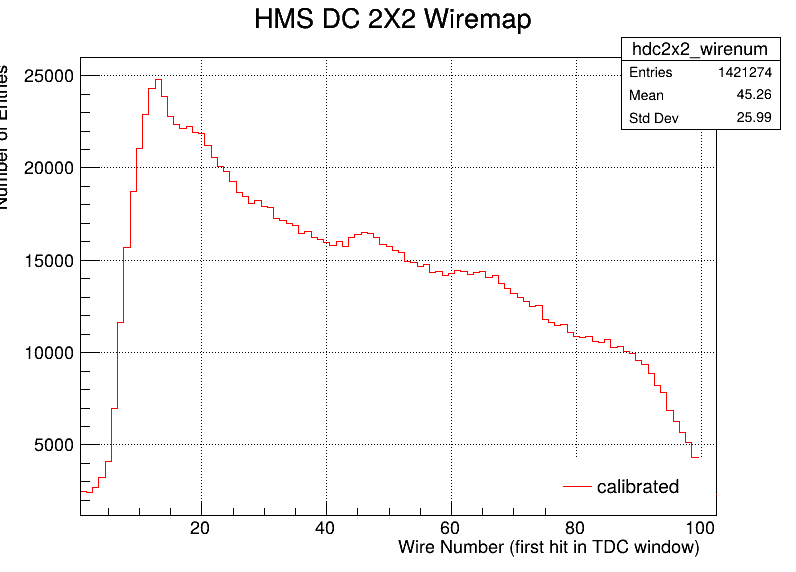 HMS DC 2X2 Wiremap
hdc2x2_wirenum
Entries 1421274
Mean 45.26
Std Dev 25.99
Number of Entries
25000
20000
15000
10000
5000
calibrated
20 40 60 80 100
Wire Number (first hit in TDC window)